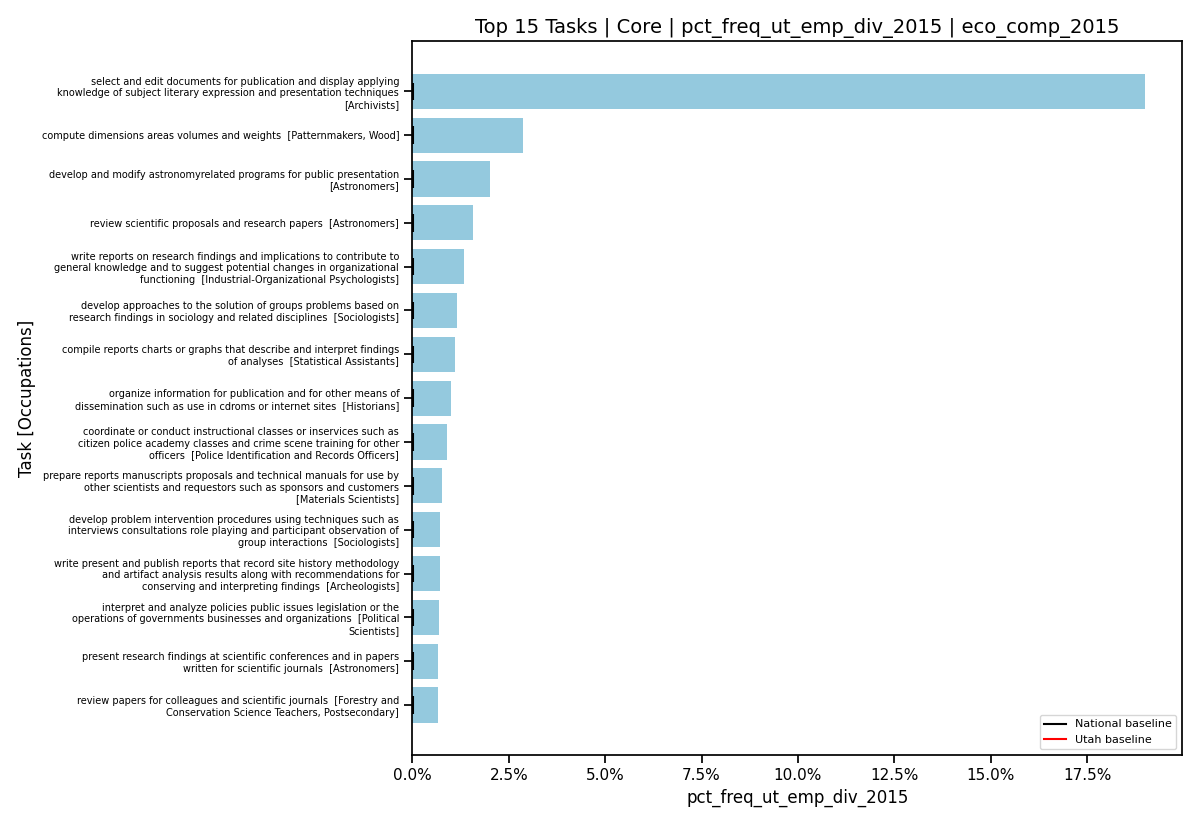 Top 15 Tasks | Core | pct_freq_ut_emp_div_2015 | eco_comp_2015
select and edit documents for publication and display applying
knowledge of subject literary expression and presentation techniques
[Archivists]
compute dimensions areas volumes and weights  [Patternmakers, Wood]
develop and modify astronomyrelated programs for public presentation
[Astronomers]
review scientific proposals and research papers  [Astronomers]
write reports on research findings and implications to contribute to
general knowledge and to suggest potential changes in organizational
functioning  [Industrial-Organizational Psychologists]
develop approaches to the solution of groups problems based on
research findings in sociology and related disciplines  [Sociologists]
compile reports charts or graphs that describe and interpret findings
of analyses  [Statistical Assistants]
organize information for publication and for other means of
dissemination such as use in cdroms or internet sites  [Historians]
coordinate or conduct instructional classes or inservices such as
citizen police academy classes and crime scene training for other
officers  [Police Identification and Records Officers]
prepare reports manuscripts proposals and technical manuals for use by
other scientists and requestors such as sponsors and customers
[Materials Scientists]
develop problem intervention procedures using techniques such as
interviews consultations role playing and participant observation of
group interactions  [Sociologists]
write present and publish reports that record site history methodology
and artifact analysis results along with recommendations for
conserving and interpreting findings  [Archeologists]
interpret and analyze policies public issues legislation or the
operations of governments businesses and organizations  [Political
Scientists]
present research findings at scientific conferences and in papers
written for scientific journals  [Astronomers]
review papers for colleagues and scientific journals  [Forestry and
Conservation Science Teachers, Postsecondary]
Task [Occupations]
National baseline
Utah baseline
0.0% 2.5% 5.0% 7.5% 10.0% 12.5% 15.0% 17.5%
pct_freq_ut_emp_div_2015